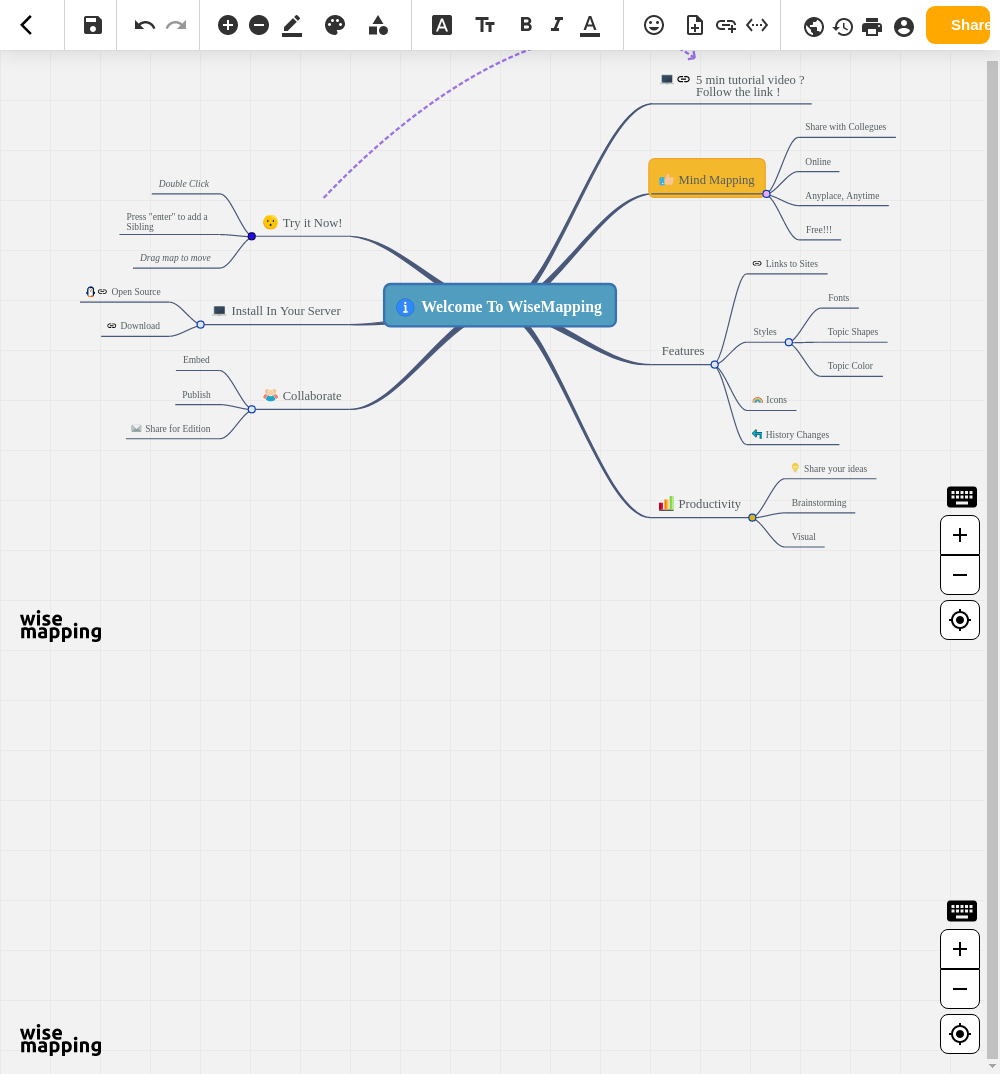 Share
5 min tutorial video ?
Follow the link !
Share with Collegues
Online
Mind Mapping
Anyplace, Anytime
Free!!!
Double Click
Press "enter" to add a
Sibling
Try it Now!
Drag map to move
Open Source
Install In Your Server
Download
Welcome To WiseMapping
Links to Sites
Fonts
Styles
Topic Shapes
Features
Topic Color
Icons
History Changes
Embed
Publish
Collaborate
Share for Edition
Share your ideas
Productivity
Brainstorming
Visual
wise
mapping
wise
mapping